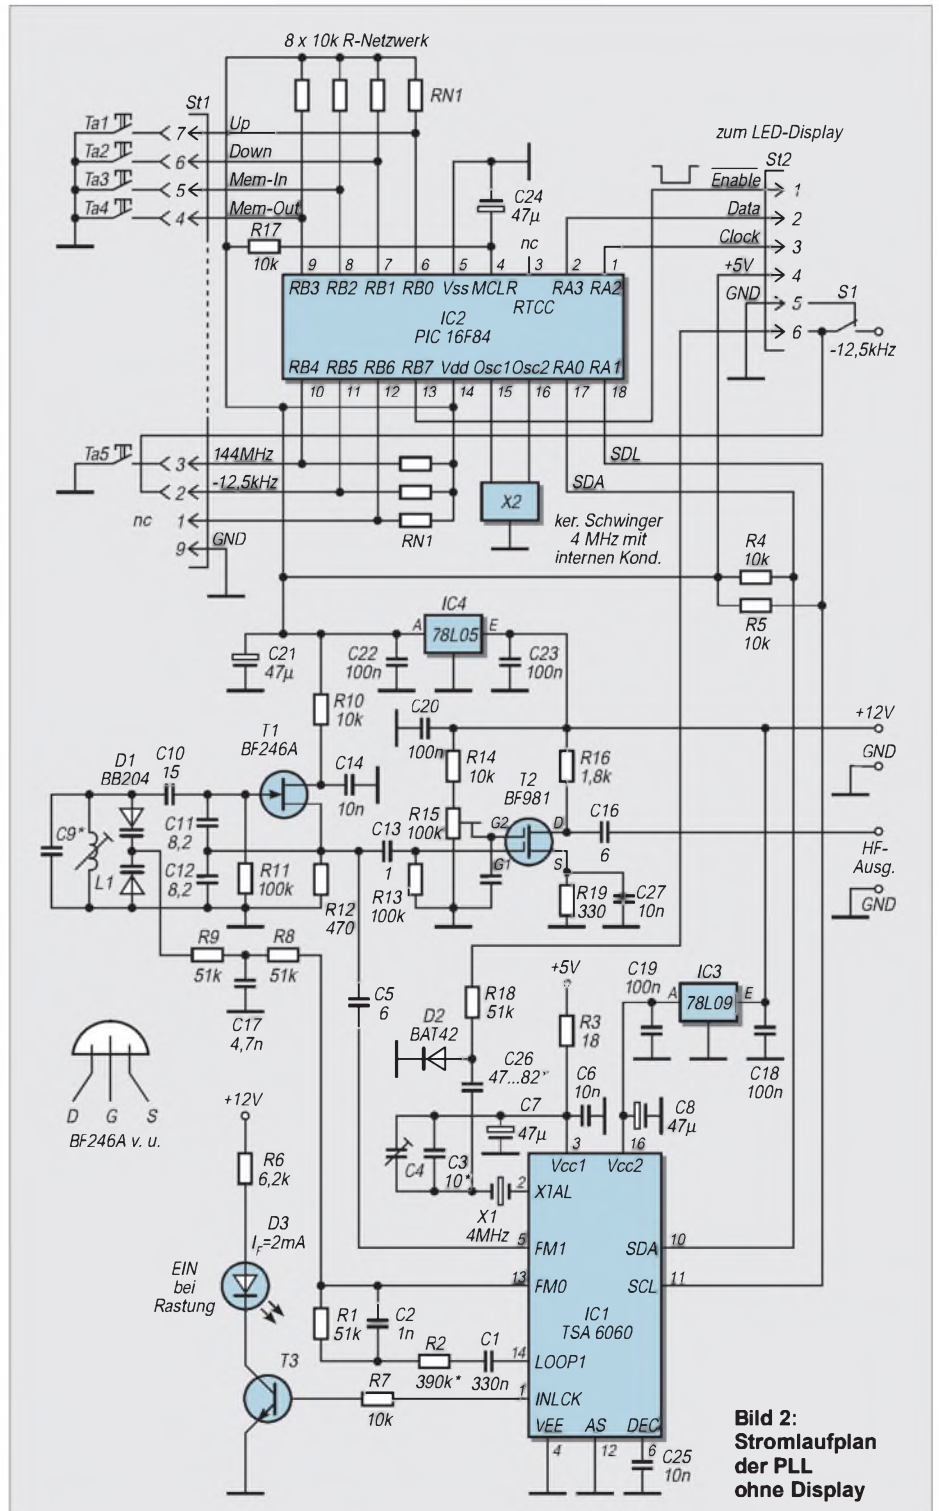 8 x 10k R-Netzwerk
RN1
St1
Ta1
7
Up
Ta2
6
Down
Ta3
5
Mem-In
Ta4
4
Mem-Out
R17
10k
C24
47µ
nc
zum LED-Display
St2
Enable
1
Data
2
Clock
3
+5V
4
GND
5
S1
6
-12,5kHz
9 8 7 6 5 4 3 2 1
RB3 RB2 RB1 RB0 Vss MCLR RTCC RA3 RA2
IC2
PIC 16F84
RB4 RB5 RB6 RB7 Vdd Osc1 Osc2 RA0 RA1
10 11 12 13 14 15 16 17 18
Ta5
3
144MHz
2
-12,5kHz
nc
1
9
GND
RN1
X2
SDL
SDA
ker. Schwinger
4 MHz mit
internen Kond.
R4
10k
R5
10k
IC4
A
78L05
E
C21
47µ
C22
100n
C23
100n
R10
10k
C20
100n
+12V
GND
T1
BF246A
D1
BB204
C10
15
C14
10n
R14
10k
R16
1,8k
T2
BF981
R15
100k
C16
6
G2
D
G1
S
HF-
Ausg.
GND
C9*
L1
C11
8,2
C12
8,2
R11
100k
C13
1
R12
470
R13
100k
R19
330
C27
10n
R9
51k
R8
51k
C17
4,7n
C5
6
R18
51k
+5V
C19
100n
IC3
A
78L09
E
D2
BAT42
R3
18
C18
100n
C26
47...82*
D G S
BF246A v. u.
+12V
C7
47µ
C6
10n
C8
47µ
C4
C3
10*
R6
6,2k
3
Vcc1
16
Vcc2
2
XTAL
X1
4MHz
D3
IF=2mA
5
FM1
SDA
10
EIN
bei
Rastung
13
FM0
SCL
11
IC1
TSA 6060
R1
51k
C2
1n
R2
390k*
C1
330n
14
LOOP1
T3
R7
10k
1
INLCK
VEE AS DEC
4 12 6
C25
10n
Bild 2:
Stromlaufplan
der PLL
ohne Display